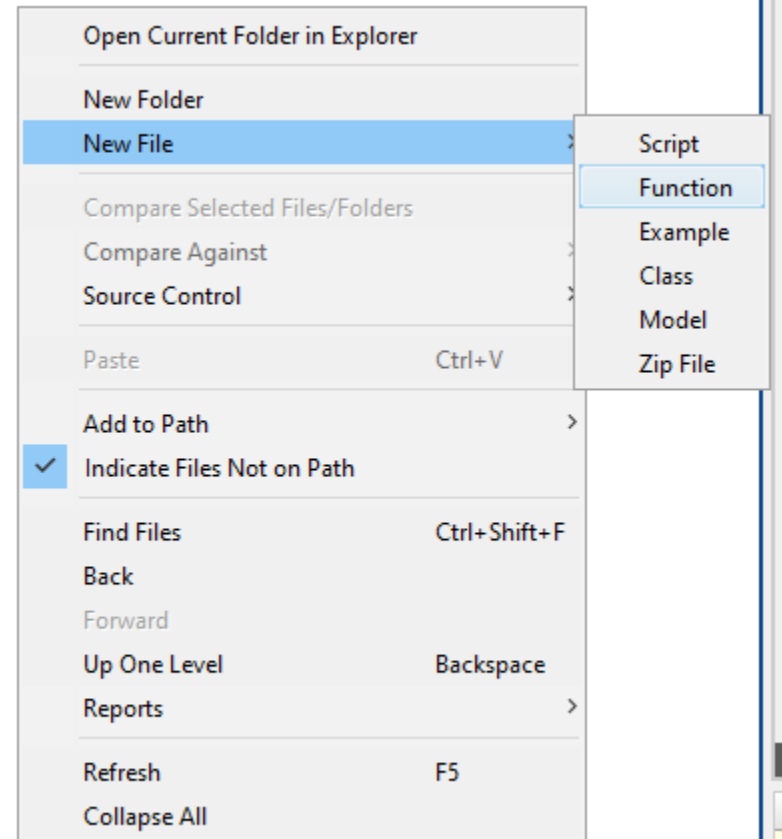 Open Current Folder in Explorer
New Folder
New File
Script
Function
Example
Class
Model
Zip File
Compare Selected Files/Folders
Compare Against
Source Control
Paste Ctrl+V
Add to Path
Indicate Files Not on Path
Find Files Ctrl+Shift+F
Back
Forward
Up One Level Backspace
Reports
Refresh F5
Collapse All